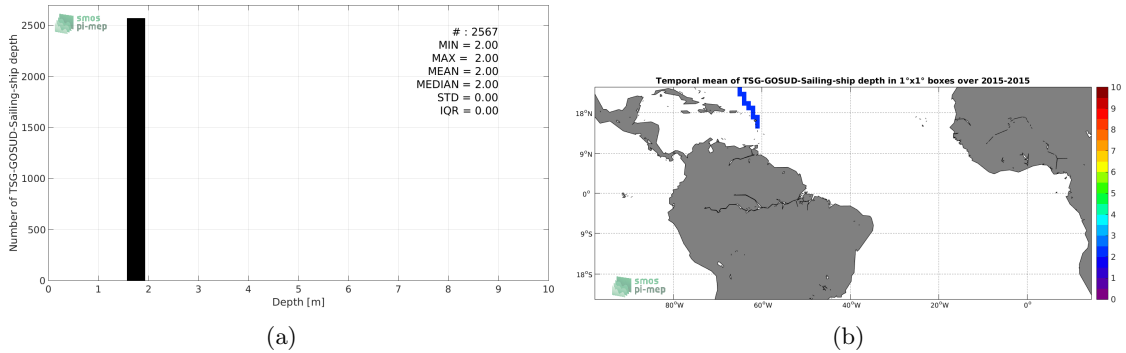 smos
pi-mep
# : 2567
MIN = 2.00
MAX = 2.00
MEAN = 2.00
MEDIAN = 2.00
STD = 0.00
IQR = 0.00
Number of TSG-GOSUD-Sailing-ship depth
2500
2000
1500
1000
500
0
0 1 2 3 4 5 6 7 8 9 10
Depth [m]
(a)
Temporal mean of TSG-GOSUD-Sailing-ship depth in 1°x1° boxes over 2015-2015
18°N
9°N
0°
9°S
18°S
80°W 60°W 40°W 20°W 0°
smos
pi-mep
10
9
8
7
6
5
4
3
2
1
0
(b)